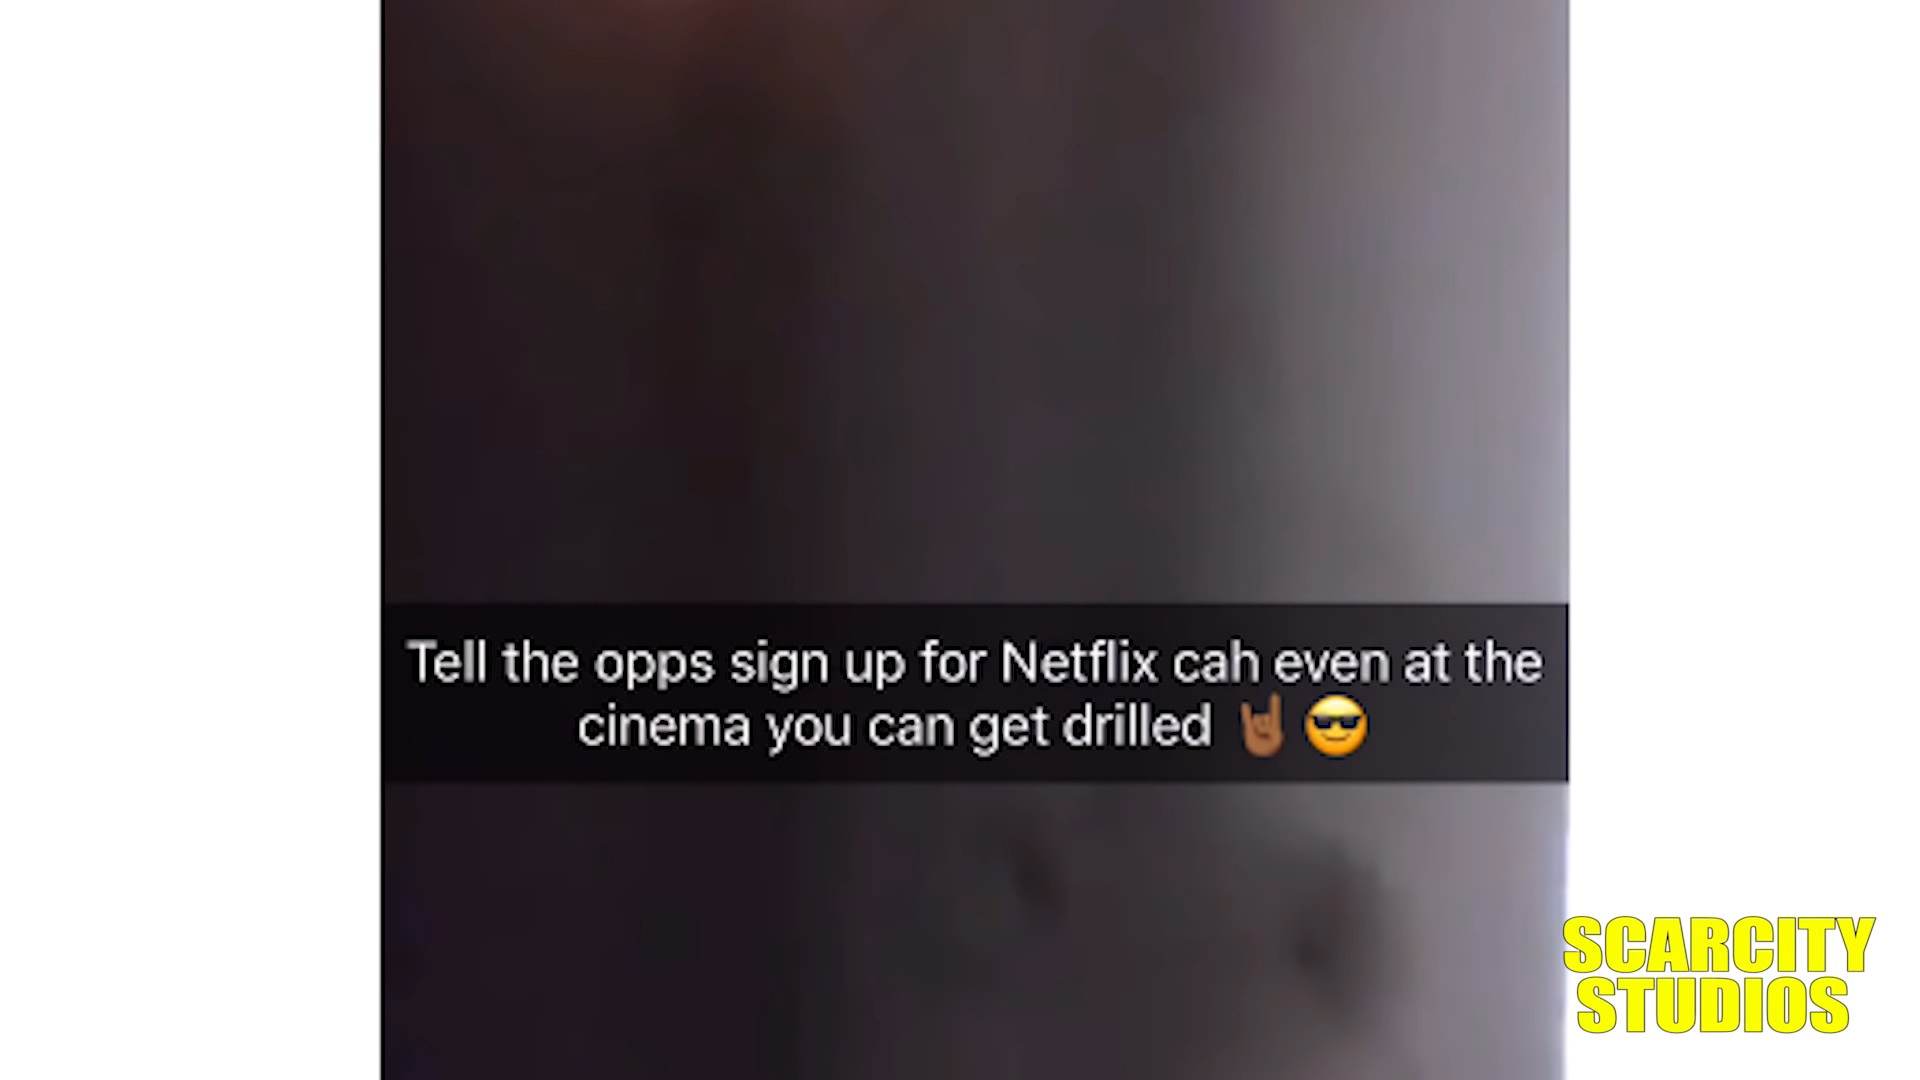 Tell the opps sign up for Netflix cah even at the
cinema you can get drilled 🤘🏾 😎
SCARCITY
STUDIOS